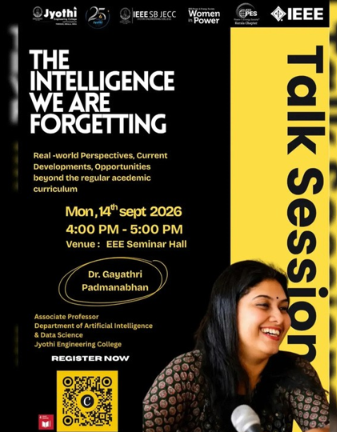 Jyothi
25
IEEE SB JECC
Women
in Power
PES
IEEE
THE
INTELLIGENCE
WE ARE
FORGETTING
Talk Session
Real -world Perspectives, Current
Developments, Opportunities
beyond the regular acedemic
curriculum
Mon,14th sept 2026
4:00 PM - 5:00 PM
Venue : EEE Seminar Hall
Dr. Gayathri
Padmanabhan
Associate Professor
Department of Artificial Intelligence
& Data Science
Jyothi Engineering College
REGISTER NOW
C